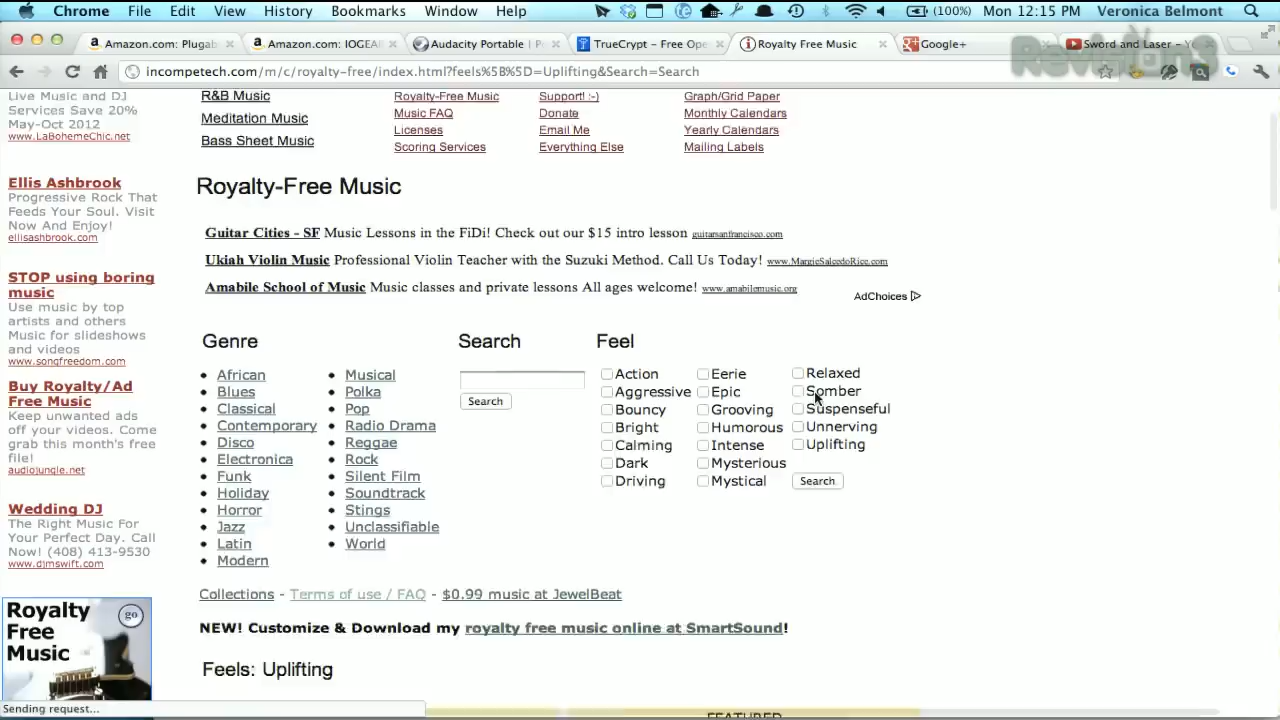 Chrome File Edit View History Bookmarks Window Help (100%) Mon 12:15 PM Veronica Belmont
Amazon.com: Plugab
Amazon.com: IOGEAR
Audacity Portable | Po
TrueCrypt – Free Open
Royalty Free Music
Google+
Sword and Laser – Yo
Revision3
incompetech.com/m/c/royalty-free/index.html?feels%5B%5D=Uplifting&Search=Search
Live Music and DJ
Services Save 20%
May-Oct 2012
www.LaBohemeChic.net
Ellis Ashbrook
Progressive Rock That
Feeds Your Soul. Visit
Now And Enjoy!
ellisashbrook.com
STOP using boring
music
Use music by top
artists and others
Music for slideshows
and videos
www.songfreedom.com
Buy Royalty/Ad
Free Music
Keep unwanted ads
off your videos. Come
grab this month's free
file!
audiojungle.net
Wedding DJ
The Right Music For
Your Perfect Day. Call
Now! (408) 413-9530
www.djmswift.com
Royalty
Free
Music
go
R&B Music
Meditation Music
Bass Sheet Music
Royalty-Free Music
Music FAQ
Licenses
Scoring Services
Support! :-)
Donate
Email Me
Everything Else
Graph/Grid Paper
Monthly Calendars
Yearly Calendars
Mailing Labels
Royalty-Free Music
Guitar Cities - SF Music Lessons in the FiDi! Check out our $15 intro lesson guitarsanfrancisco.com
Ukiah Violin Music Professional Violin Teacher with the Suzuki Method. Call Us Today! www.MargieSalcedoRice.com
Amabile School of Music Music classes and private lessons All ages welcome! www.amabilemusic.org
AdChoices
Genre
African
Blues
Classical
Contemporary
Disco
Electronica
Funk
Holiday
Horror
Jazz
Latin
Modern
Musical
Polka
Pop
Radio Drama
Reggae
Rock
Silent Film
Soundtrack
Stings
Unclassifiable
World
Search
Search
Feel
Action
Aggressive
Bouncy
Bright
Calming
Dark
Driving
Eerie
Epic
Grooving
Humorous
Intense
Mysterious
Mystical
Relaxed
Somber
Suspenseful
Unnerving
Uplifting
Search
Collections - Terms of use / FAQ - $0.99 music at JewelBeat
NEW! Customize & Download my royalty free music online at SmartSound!
Feels: Uplifting
FEATURED
Sending request...